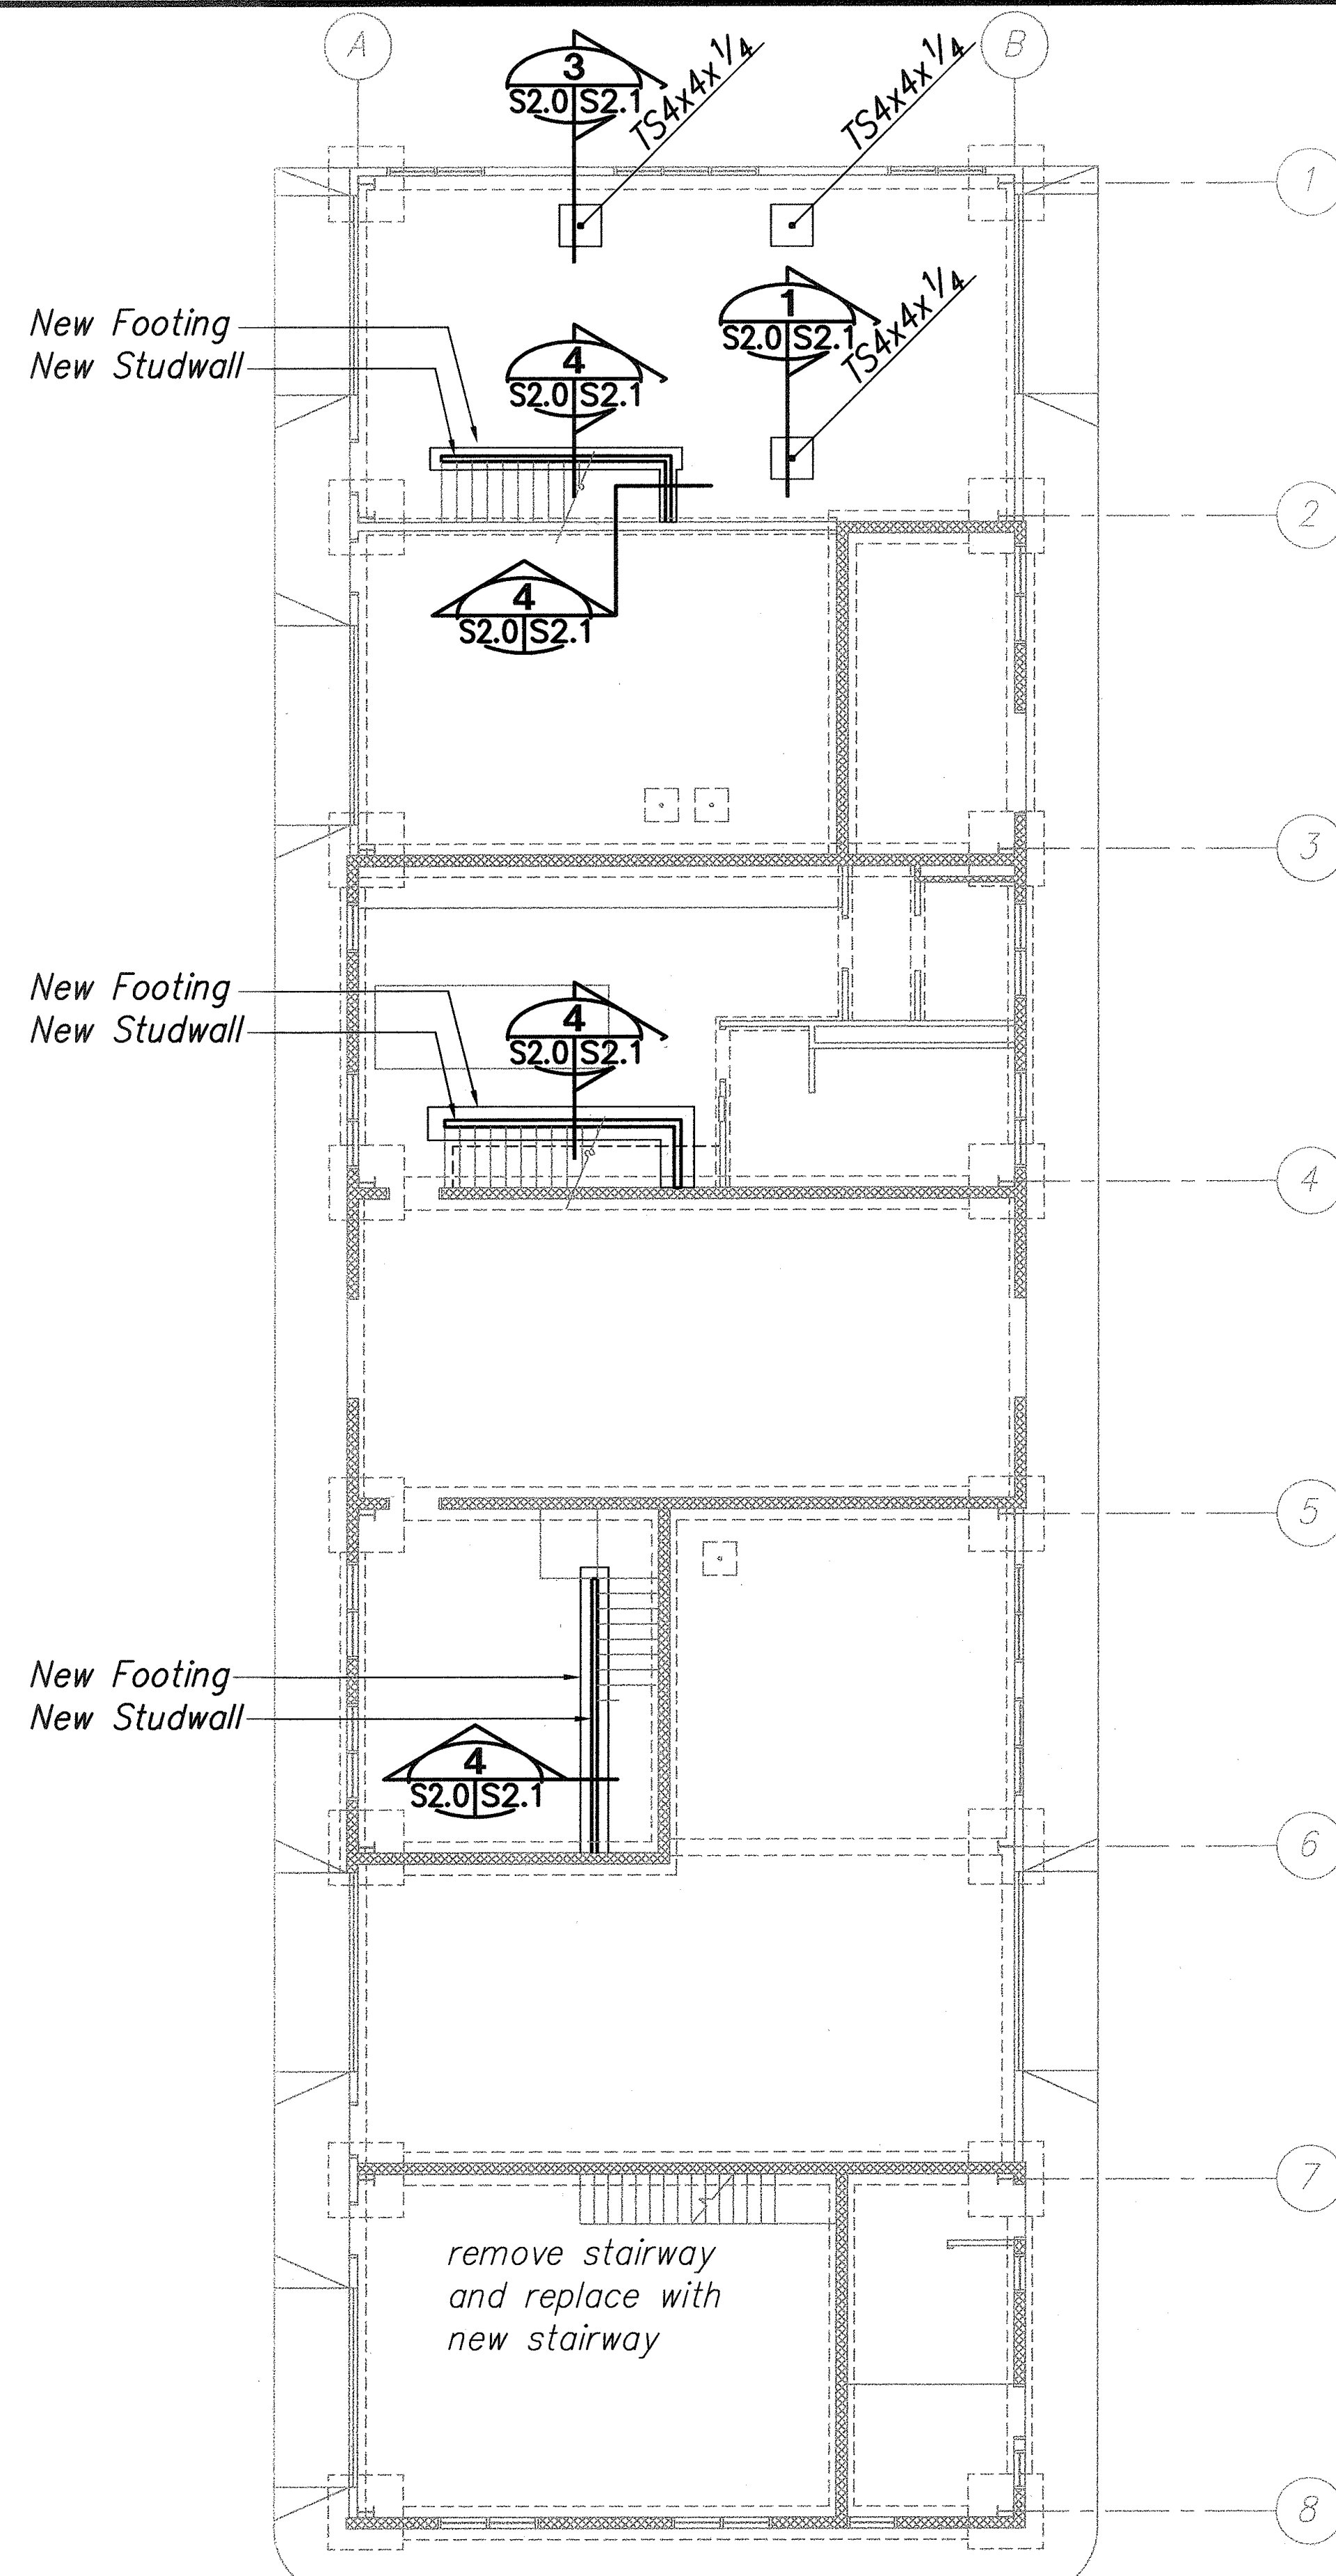 A
B
3
S2.0 S2.1
TS4x4x1/4
TS4x4x1/4
1
1
S2.0 S2.1
TS4x4x1/4
New Footing
New Studwall
4
S2.0 S2.1
2
4
S2.0 S2.1
3
New Footing
New Studwall
4
S2.0 S2.1
4
5
New Footing
New Studwall
4
S2.0 S2.1
6
7
remove stairway
and replace with
new stairway
8